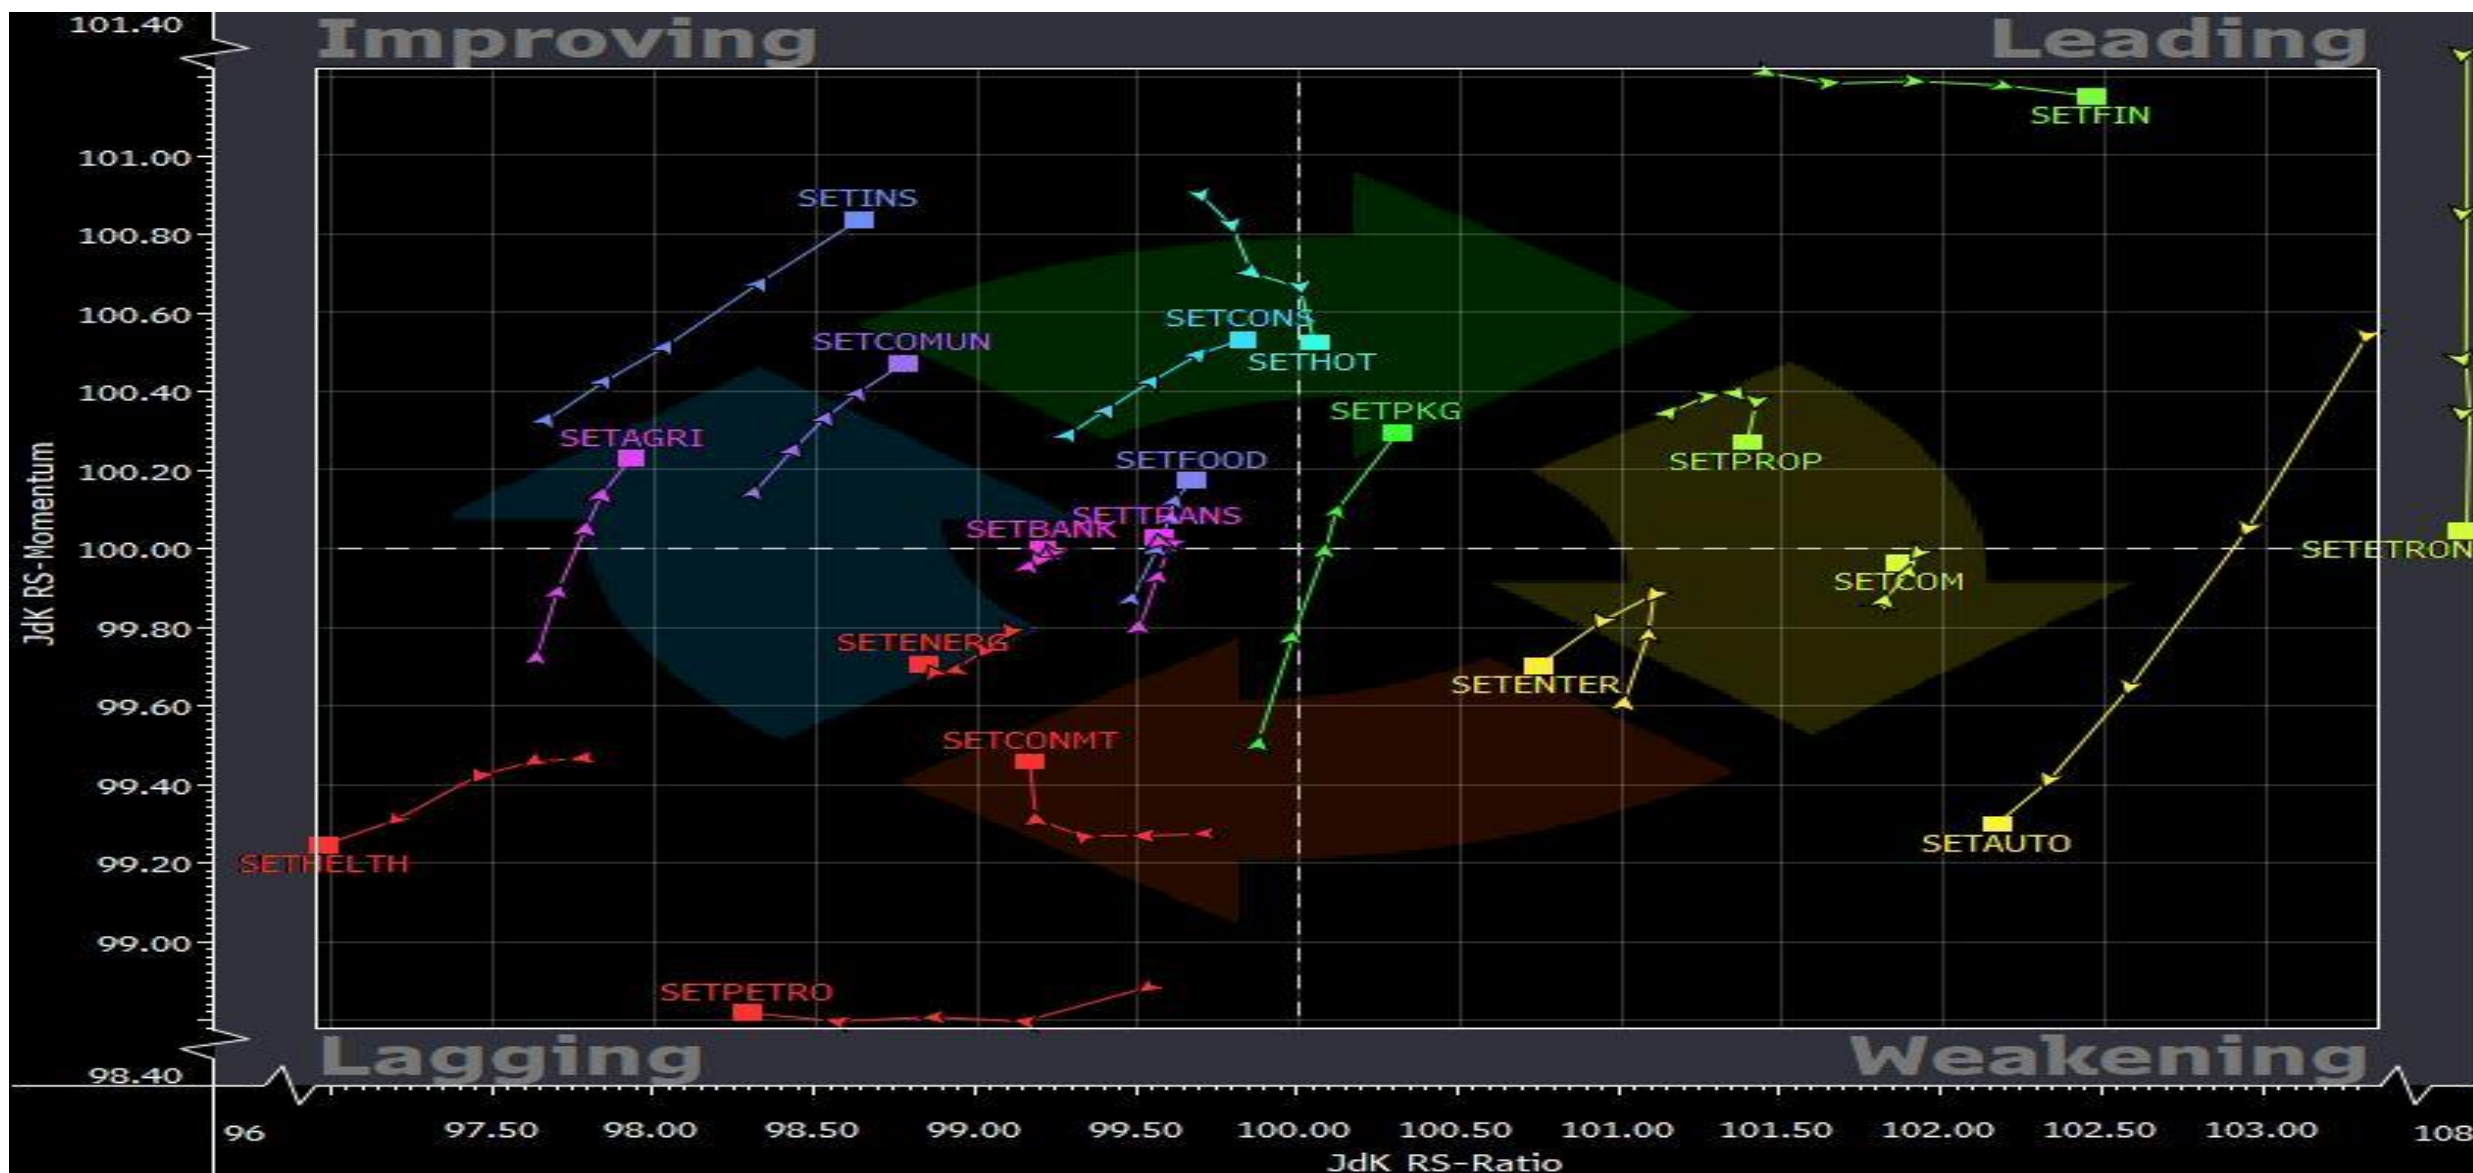 101.40
Improving
Leading
SETFIN
101.00
SETINS
100.80
100.60
SETCONS
SETCOMUN
SETHOT
100.40
SETPKG
SETAGRI
SETFOOD
SETPROP
100.20
SETTRANS
SETBANK
100.00
SETETRON
SETCOM
99.80
SETENERG
SETENTER
99.60
SETCONMT
99.40
SETAUTO
SETHELTH
99.20
99.00
SETPETRO
JdK RS-Momentum
Lagging
Weakening
98.40
96
97.50
98.00
98.50
99.00
99.50
100.00
100.50
101.00
101.50
102.00
102.50
103.00
108
JdK RS-Ratio